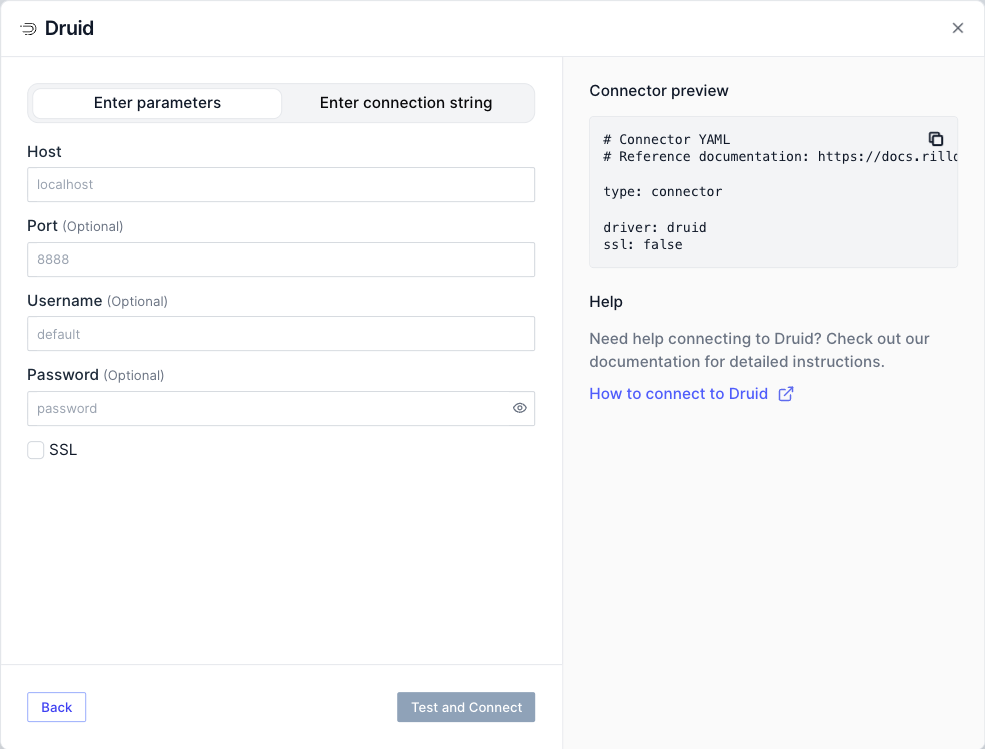 Druid
Enter parameters
Enter connection string
Host
localhost
Port (Optional)
8888
Username (Optional)
default
Password (Optional)
password
SSL
Back
Test and Connect
Connector preview
# Connector YAML
# Reference documentation: https://docs.rill
type: connector
driver: druid
ssl: false
Help
Need help connecting to Druid? Check out our
documentation for detailed instructions.
How to connect to Druid